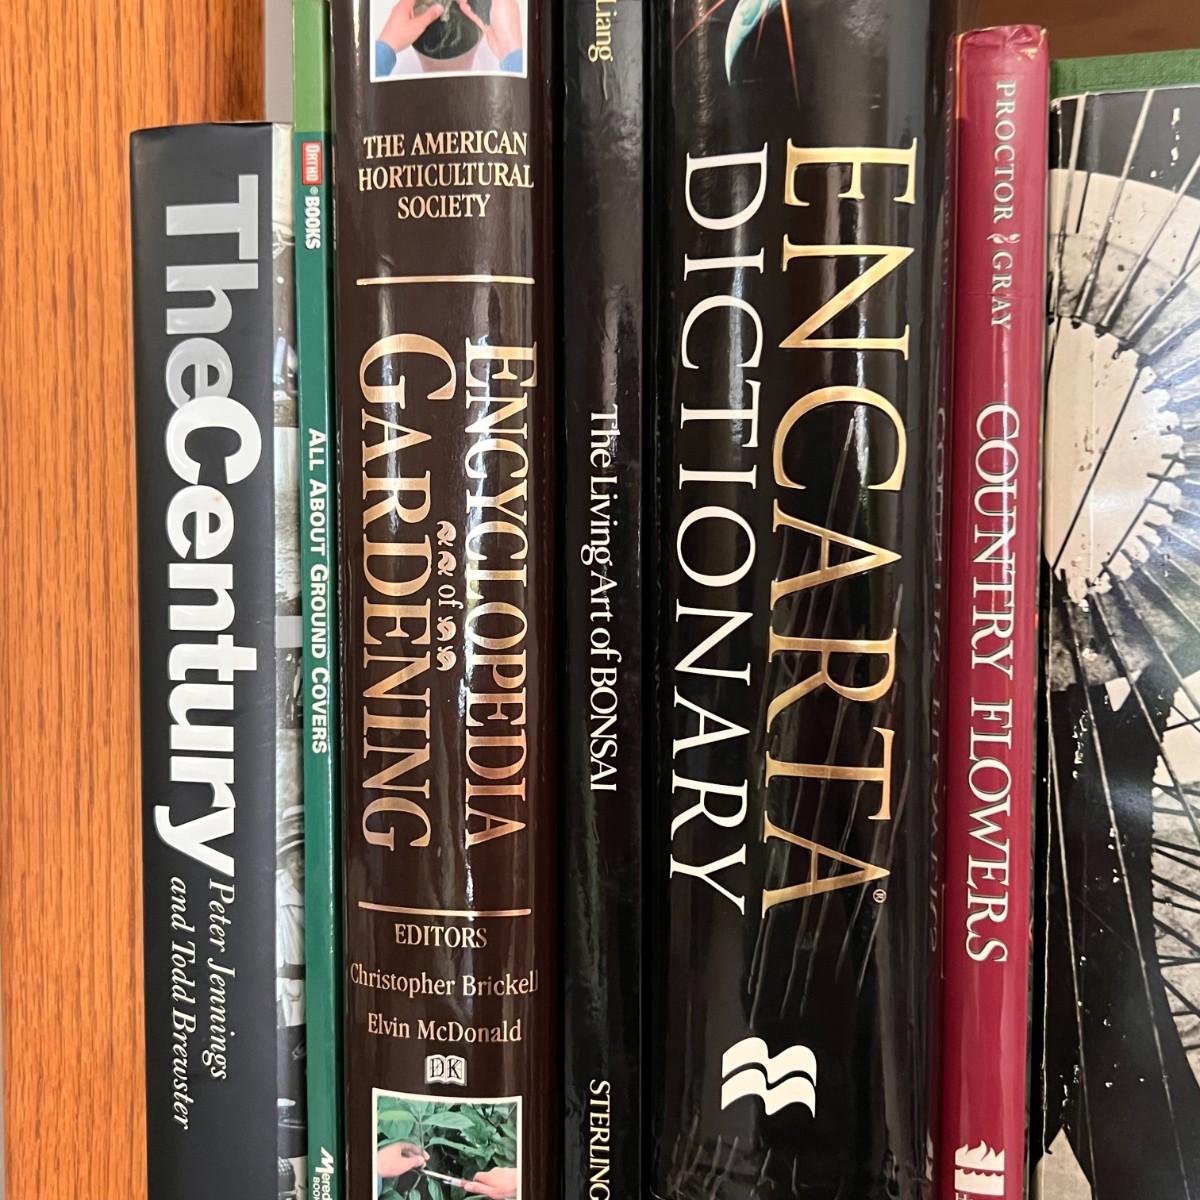 The Century
Peter Jennings
and Todd Brewster
ORTHO® BOOKS
ALL ABOUT GROUND COVERS
THE AMERICAN
HORTICULTURAL
SOCIETY
ENCYCLOPEDIA
of
GARDENING
EDITORS
Christopher Brickell
Elvin McDonald
DK
Liang
The Living Art of BONSAI
STERLING
ENCARTA®
DICTIONARY
PROCTOR GRAY
COUNTRY FLOWERS